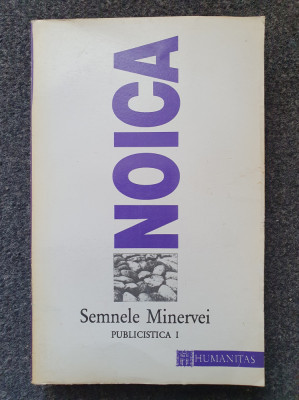 NOICA
Semnele Minervei
PUBLICISTICA I
HUMANITAS